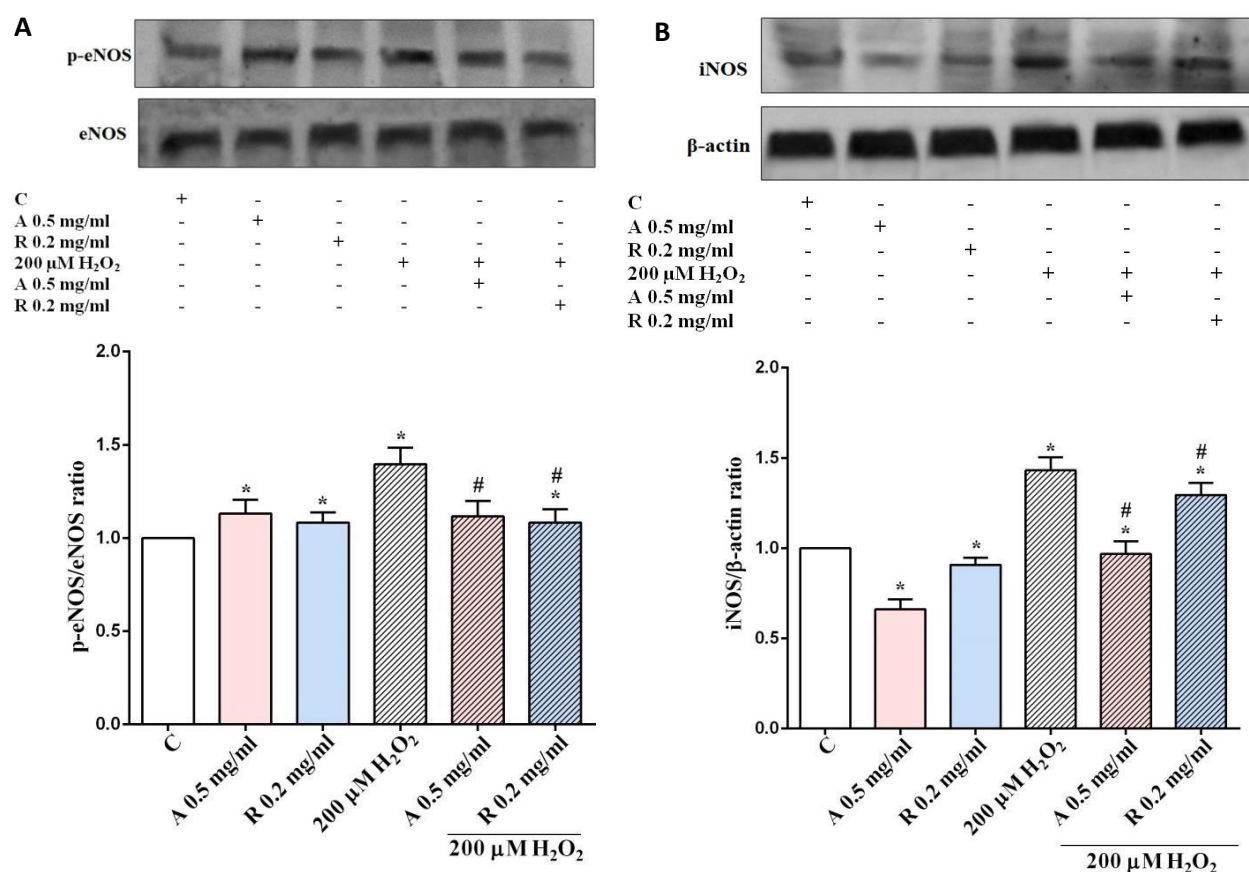 A
p-eNOS
eNOS
C + - - - - -
A 0.5 mg/ml - + - - - -
R 0.2 mg/ml - - + - - -
200 μM H₂O₂ - - - + + +
A 0.5 mg/ml - - - - + -
R 0.2 mg/ml - - - - - +
p-eNOS/eNOS ratio
2.0
1.5
1.0
0.5
0.0
* * * # # *
C
A 0.5 mg/ml
R 0.2 mg/ml
200 μM H₂O₂
A 0.5 mg/ml
R 0.2 mg/ml
200 μM H₂O₂
B
iNOS
β-actin
C + - - - - -
A 0.5 mg/ml - + - - - -
R 0.2 mg/ml - - + - - -
200 μM H₂O₂ - - - + + +
A 0.5 mg/ml - - - - + -
R 0.2 mg/ml - - - - - +
iNOS/β-actin ratio
2.0
1.5
1.0
0.5
0.0
* * * # * # *
C
A 0.5 mg/ml
R 0.2 mg/ml
200 μM H₂O₂
A 0.5 mg/ml
R 0.2 mg/ml
200 μM H₂O₂